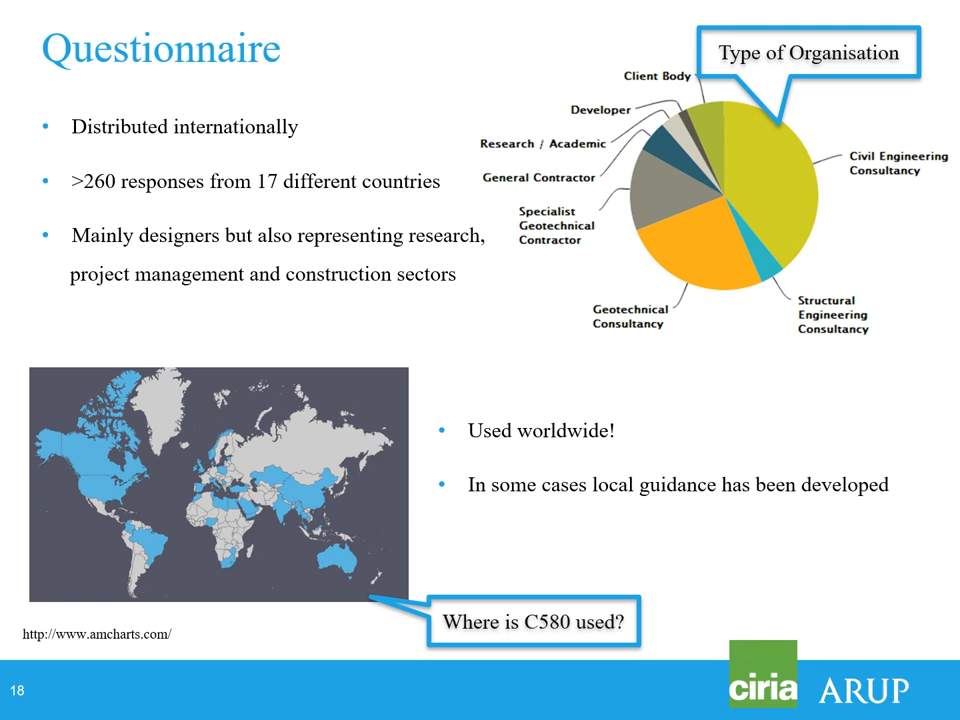 Questionnaire
Type of Organisation
• Distributed internationally
• >260 responses from 17 different countries
• Mainly designers but also representing research,
project management and construction sectors
Client Body
Developer
Research / Academic
General Contractor
Specialist
Geotechnical
Contractor
Geotechnical
Consultancy
Civil Engineering
Consultancy
Structural
Engineering
Consultancy
• Used worldwide!
• In some cases local guidance has been developed
Where is C580 used?
http://www.amcharts.com/
18
ciria
ARUP